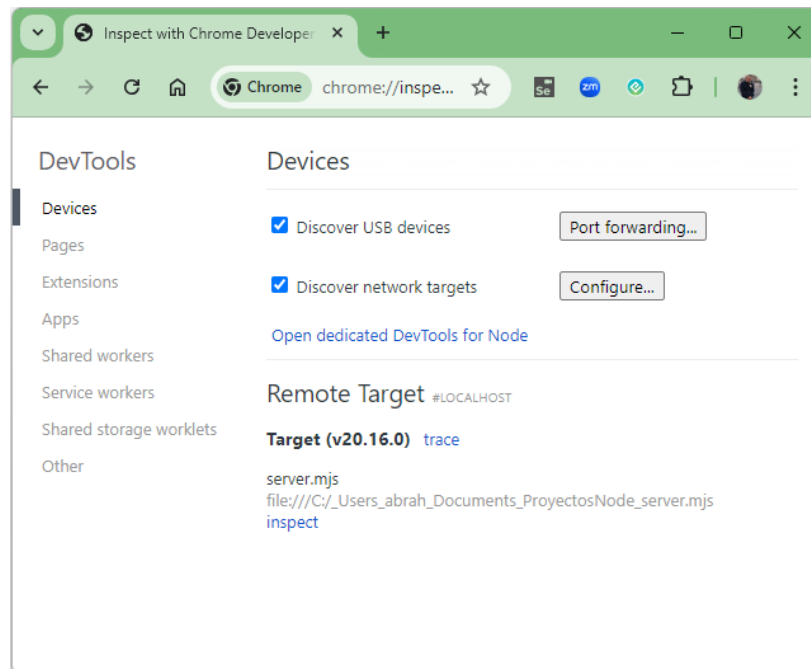 Inspect with Chrome Developer
Chrome chrome://inspe...
Se
zm
DevTools
Devices
Pages
Extensions
Apps
Shared workers
Service workers
Shared storage worklets
Other
Devices
Discover USB devices Port forwarding...
Discover network targets Configure...
Open dedicated DevTools for Node
Remote Target #LOCALHOST
Target (v20.16.0) trace
server.mjs
file:///C:/_Users_abrah_Documents_ProyectosNode_server.mjs
inspect